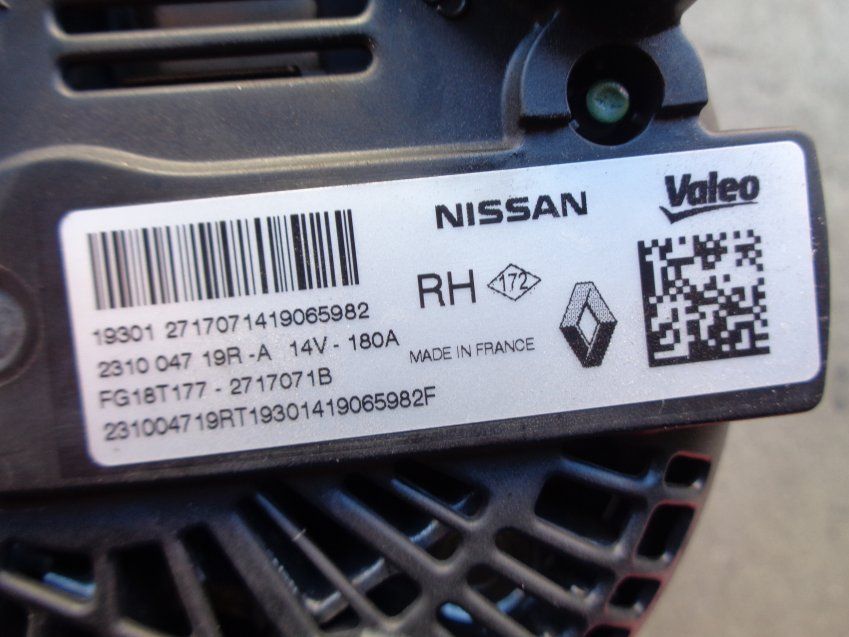 NISSAN
Valeo
RH 172
19301 2717071419065982
2310 047 19R -A 14V - 180A
MADE IN FRANCE
FG18T177 - 2717071B
231004719RT19301419065982F